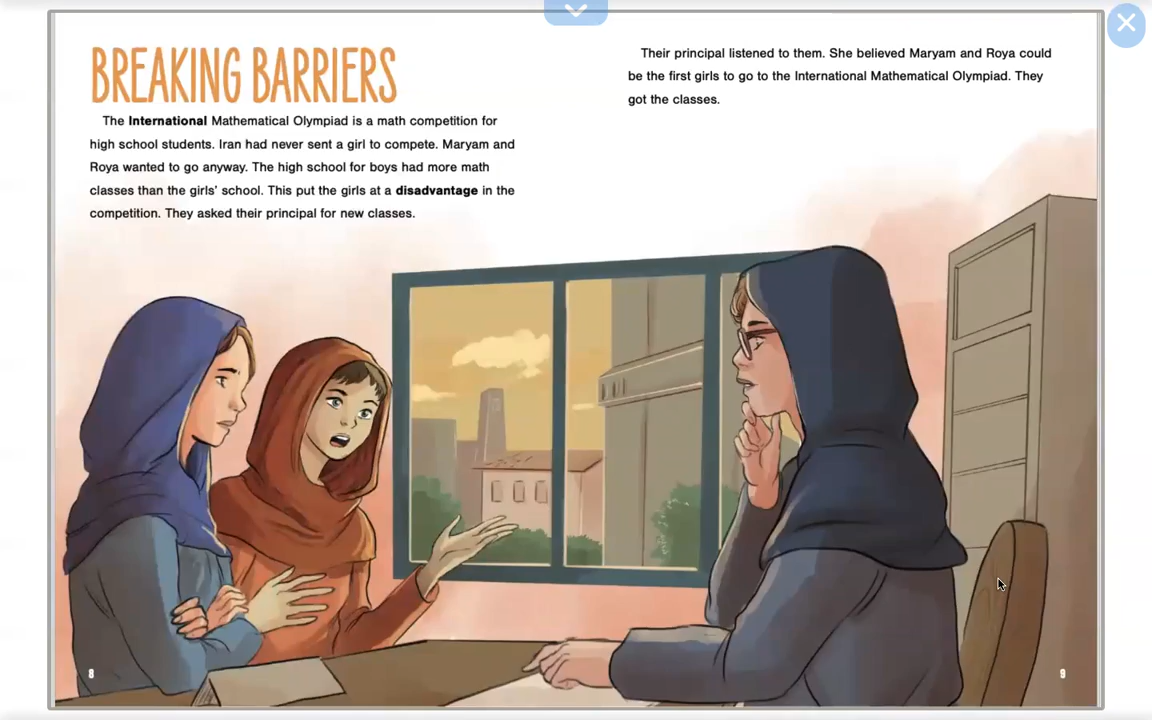 BREAKING BARRIERS
The International Mathematical Olympiad is a math competition for
high school students. Iran had never sent a girl to compete. Maryam and
Roya wanted to go anyway. The high school for boys had more math
classes than the girls' school. This put the girls at a disadvantage in the
competition. They asked their principal for new classes.
Their principal listened to them. She believed Maryam and Roya could
be the first girls to go to the International Mathematical Olympiad. They
got the classes.
8
9